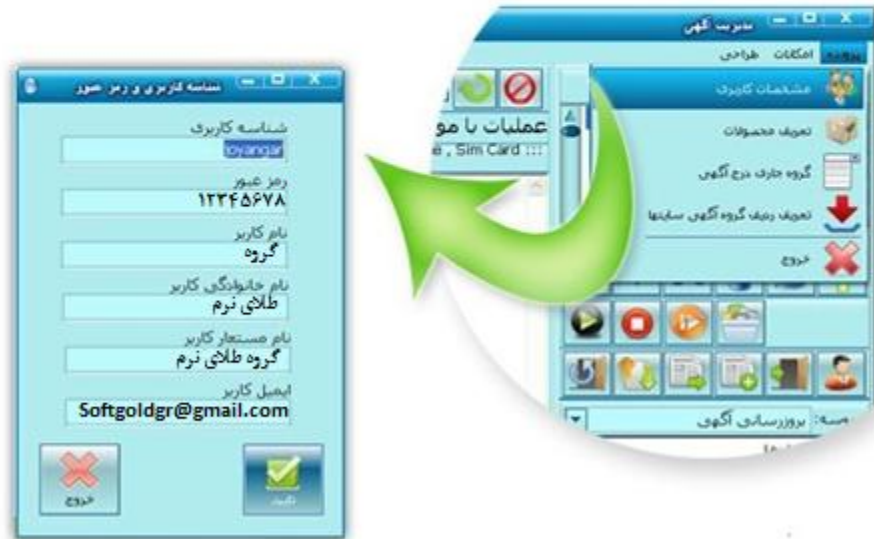 شناسه کاربری و رمز عبور
شناسه کاربری
toyangar
رمز عبور
۱۲۳۴۵۶۷۸
نام کاربر
گروه
نام خانوادگی کاربر
طلای نرم
نام مستعار کاربر
گروه طلای نرم
ایمیل کاربر
Softgoldgr@gmail.com
تائید
خروج
مدیریت آگهی
پرونده امکانات طراحی
مشخصات کاربری
تعریف محصولات
گروه جاری درج آگهی
تعریف ردیف گروه آگهی سایتها
خروج
عملیات با مو
e , Sim Card :::
بروزرسانی آگهی